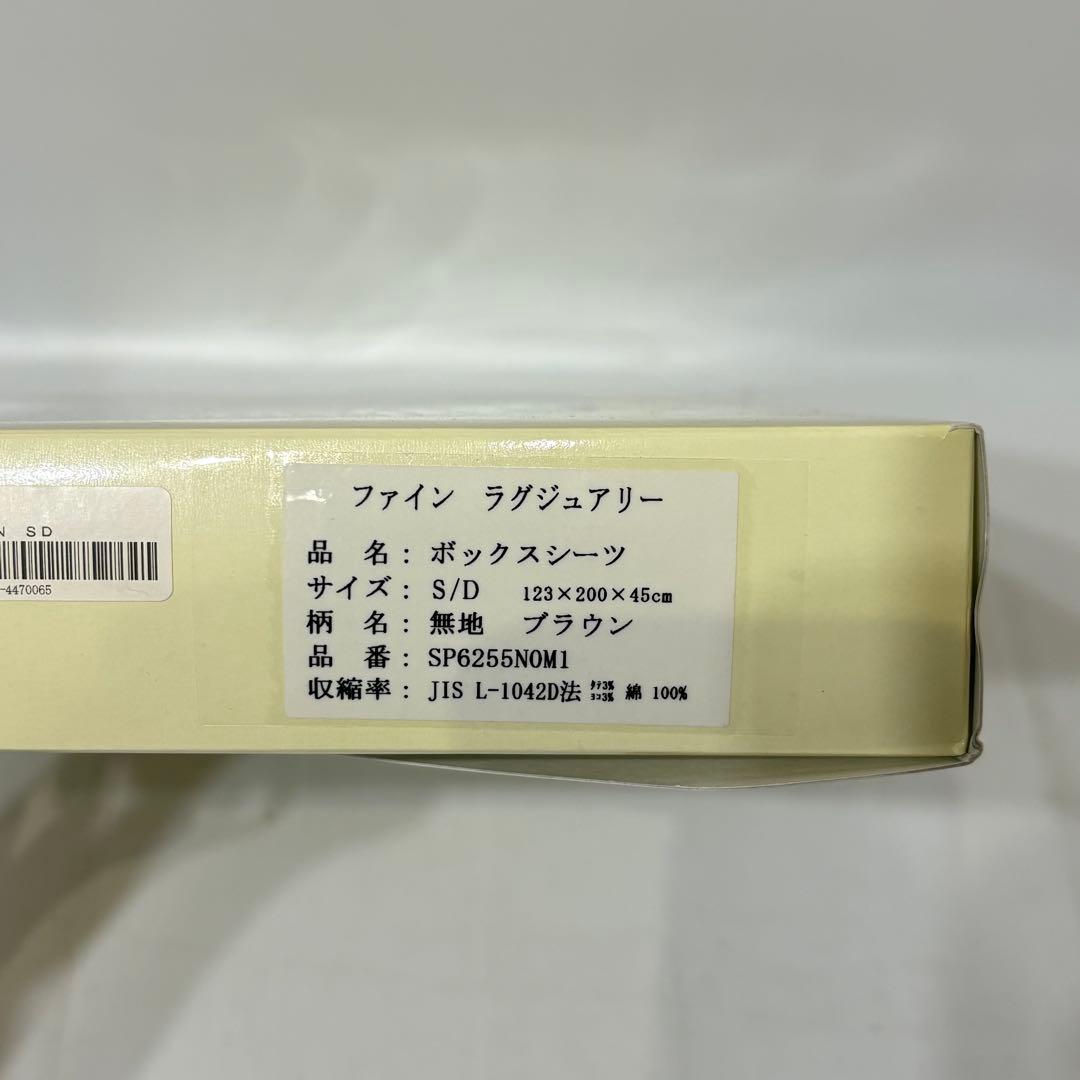 N SD
-4470065
ファイン ラグジュアリー
品 名：ボックスシーツ
サイズ：S/D 123×200×45cm
柄 名：無地 ブラウン
品 番：SP6255NOM1
収縮率：JIS L-1042D法 ﾀﾃ3% ﾖｺ3% 綿 100%